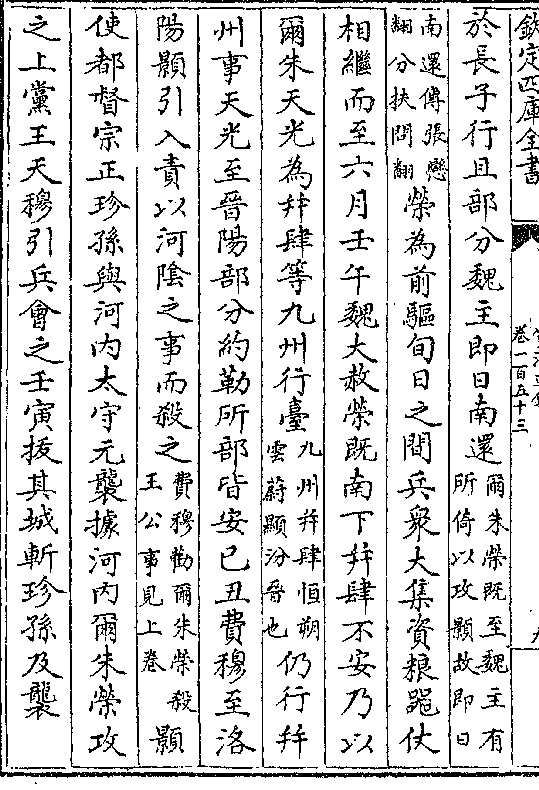 欽定四庫全書
卷一百五十三
於長子行且部分魏主即日南還爾朱榮既至魏主有所倚以攻顥故即日
南還傳張戀翻分扶問翻榮為前驅旬日之間兵衆大集資粮噐仗
相繼而至六月壬午魏大赦榮既南下并肆不安乃以
爾朱天光為并肆等九州行臺九州并肆恒朔雲蔚顯汾晉也仍行并
州事天光至晉陽部分約勒所部皆安已丑費穆至洛
陽顥引入責以河隂之事而殺之費穆勸爾朱榮殺王公事見上卷顥
使都督宗正珍孫與河内太守元襲據河内爾朱榮攻
之上黨王天穆引兵會之壬寅拔其城斬珍孫及襲